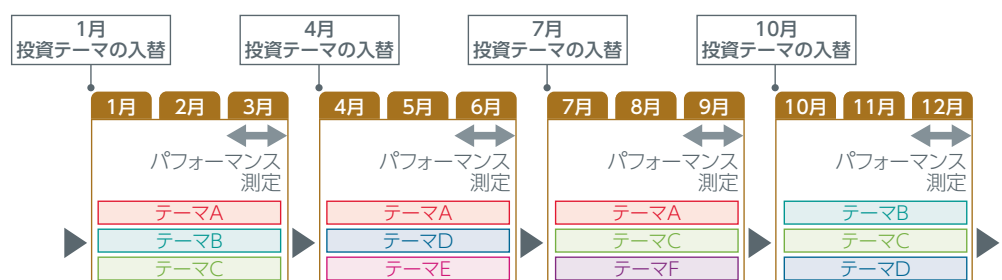 1月
投資テーマの入替
4月
投資テーマの入替
7月
投資テーマの入替
10月
投資テーマの入替
1月 2月 3月
パフォーマンス
測定
テーマA
テーマB
テーマC
4月 5月 6月
パフォーマンス
測定
テーマA
テーマD
テーマE
7月 8月 9月
パフォーマンス
測定
テーマA
テーマC
テーマF
10月 11月 12月
パフォーマンス
測定
テーマB
テーマC
テーマD